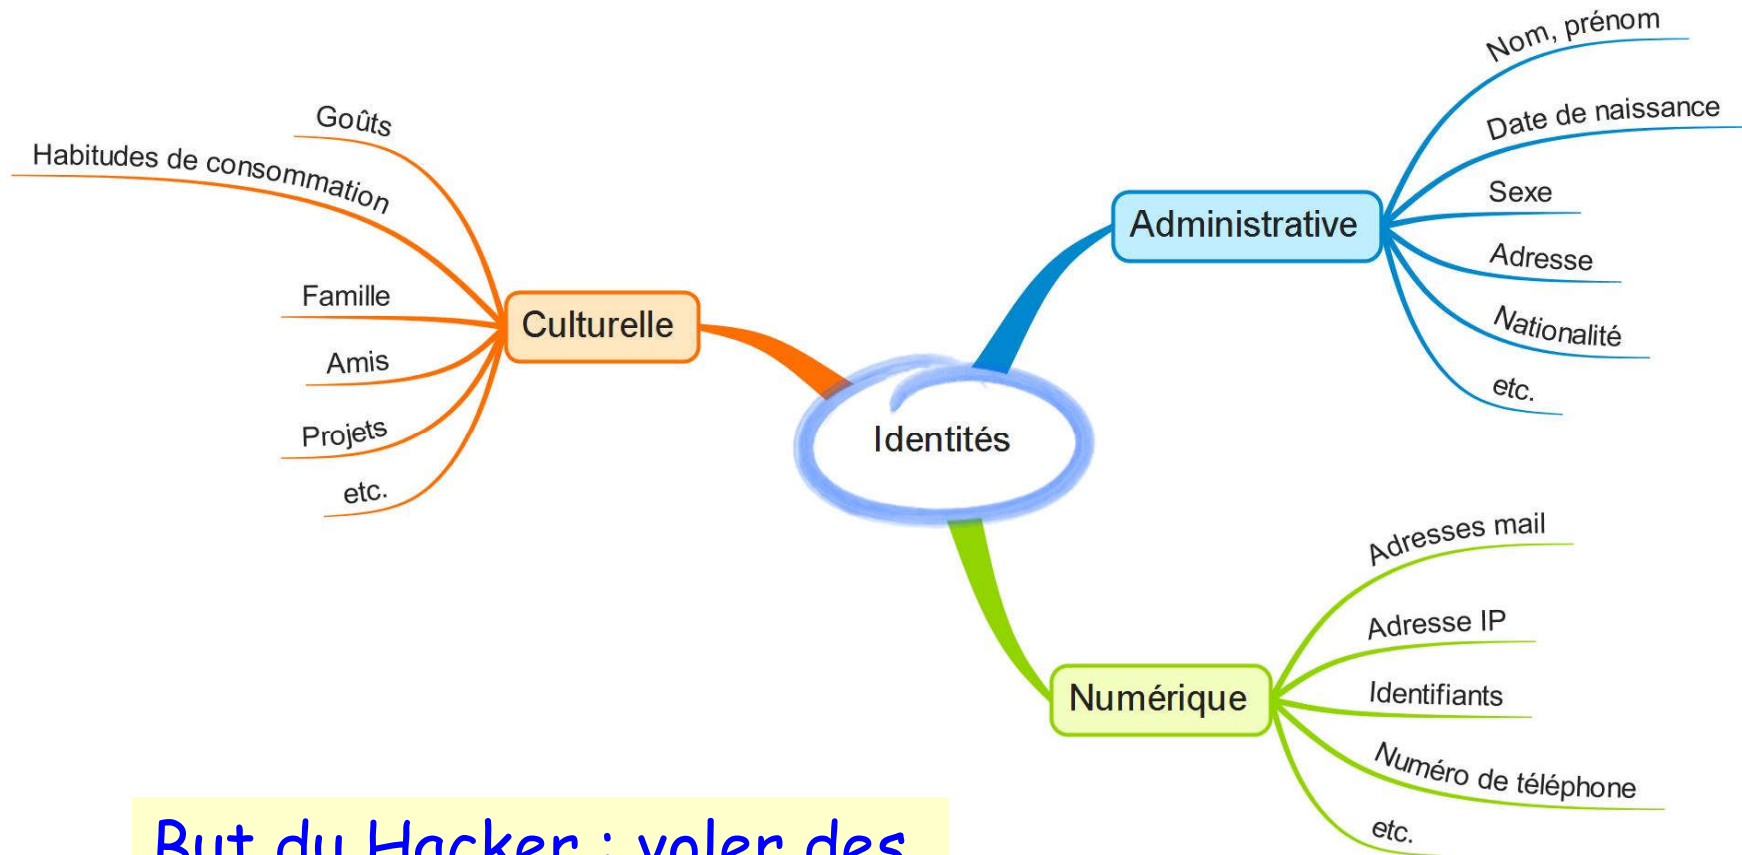 Identités
Administrative
Nom, prénom
Date de naissance
Sexe
Adresse
Nationalité
etc.
Culturelle
Goûts
Habitudes de consommation
Famille
Amis
Projets
etc.
Numérique
Adresses mail
Adresse IP
Identifiants
Numéro de téléphone
etc.
But du Hacker : voler des